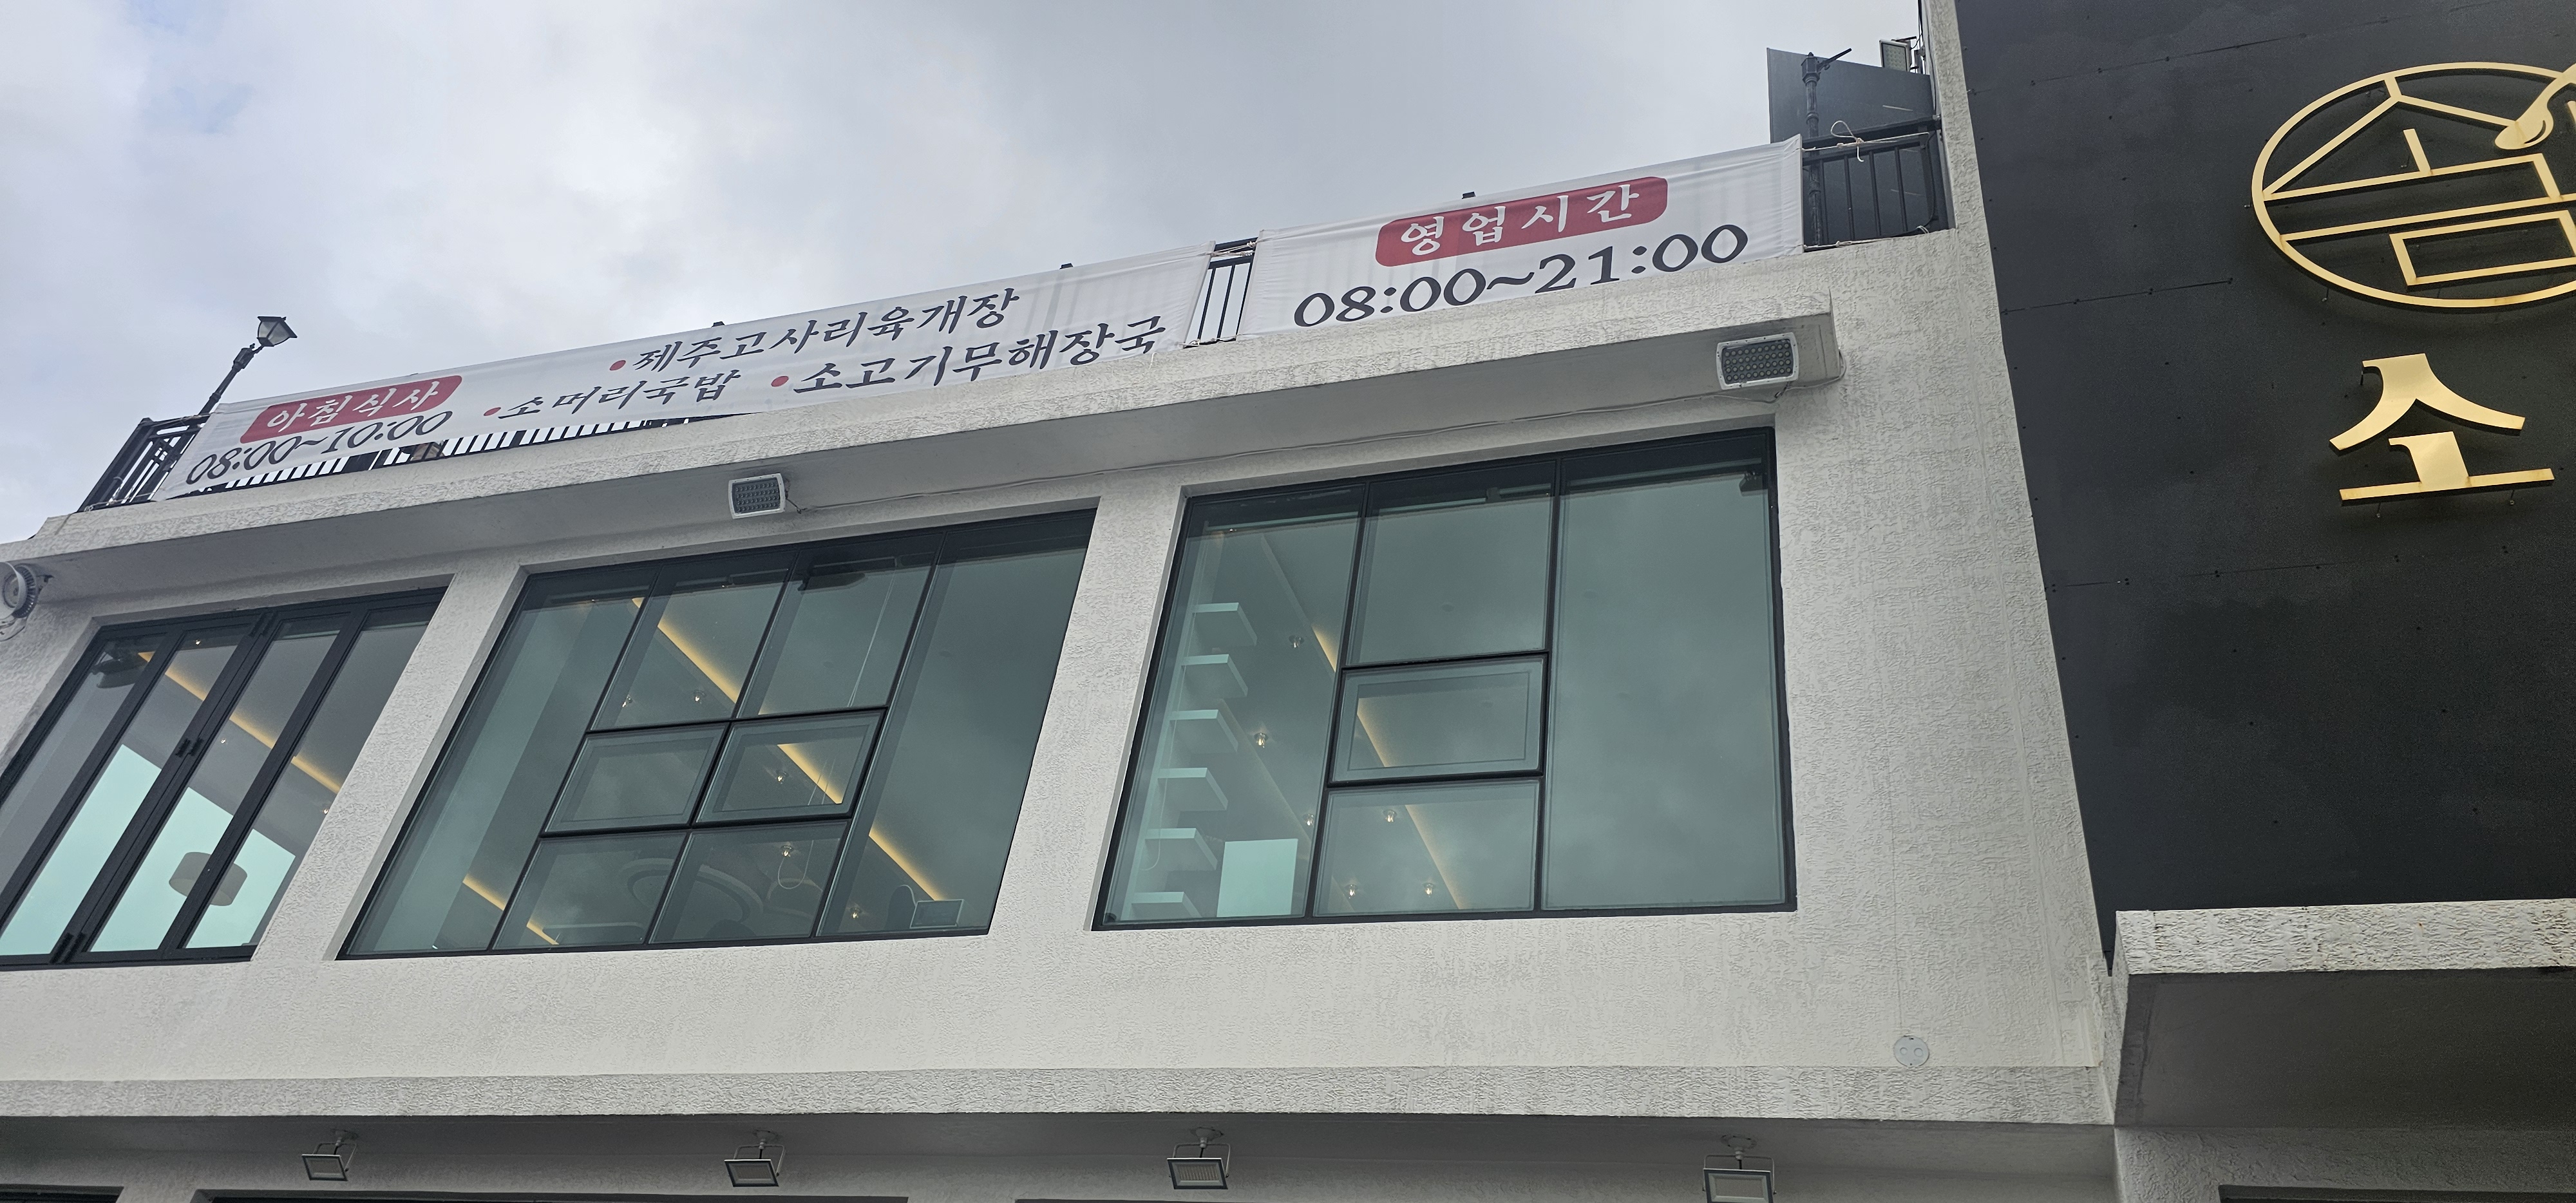 아침식사
08:00~10:00
•제주고사리육개장
•소머리국밥 •소고기무해장국
영업시간
08:00~21:00
소